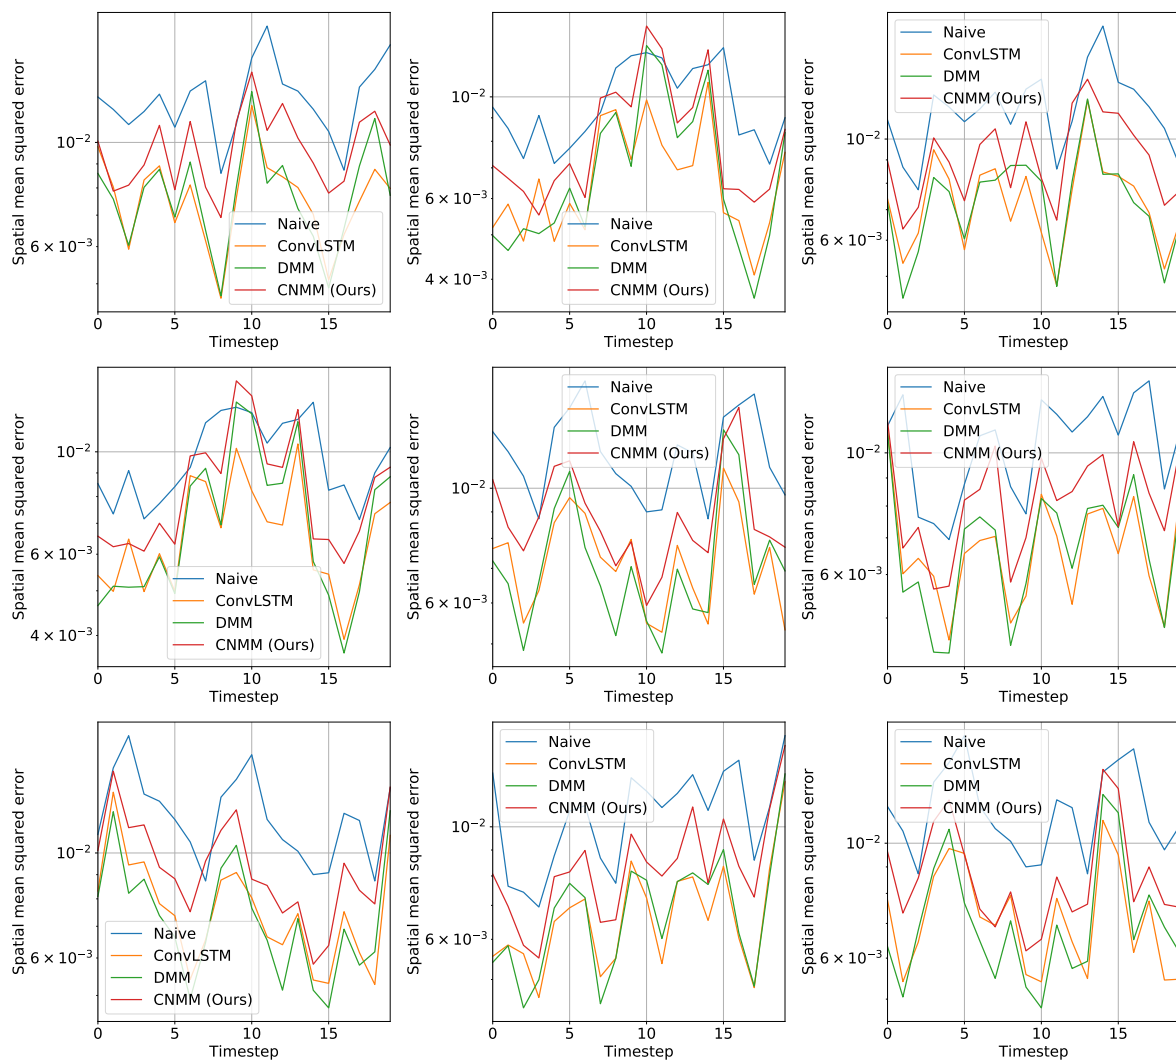 Spatial mean squared error
10⁻²
6 × 10⁻³
Naive
ConvLSTM
DMM
CNMM (Ours)
0 5 10 15
Timestep
Spatial mean squared error
10⁻²
6 × 10⁻³
4 × 10⁻³
Naive
ConvLSTM
DMM
CNMM (Ours)
0 5 10 15
Timestep
Spatial mean squared error
Naive
ConvLSTM
DMM
CNMM (Ours)
10⁻²
6 × 10⁻³
0 5 10 15
Timestep
Spatial mean squared error
10⁻²
6 × 10⁻³
4 × 10⁻³
Naive
ConvLSTM
DMM
CNMM (Ours)
0 5 10 15
Timestep
Spatial mean squared error
Naive
ConvLSTM
DMM
CNMM (Ours)
10⁻²
6 × 10⁻³
0 5 10 15
Timestep
Spatial mean squared error
Naive
ConvLSTM
DMM
CNMM (Ours)
10⁻²
6 × 10⁻³
0 5 10 15
Timestep
Spatial mean squared error
10⁻²
6 × 10⁻³
Naive
ConvLSTM
DMM
CNMM (Ours)
0 5 10 15
Timestep
Spatial mean squared error
Naive
ConvLSTM
DMM
CNMM (Ours)
10⁻²
6 × 10⁻³
0 5 10 15
Timestep
Spatial mean squared error
Naive
ConvLSTM
DMM
CNMM (Ours)
10⁻²
6 × 10⁻³
0 5 10 15
Timestep